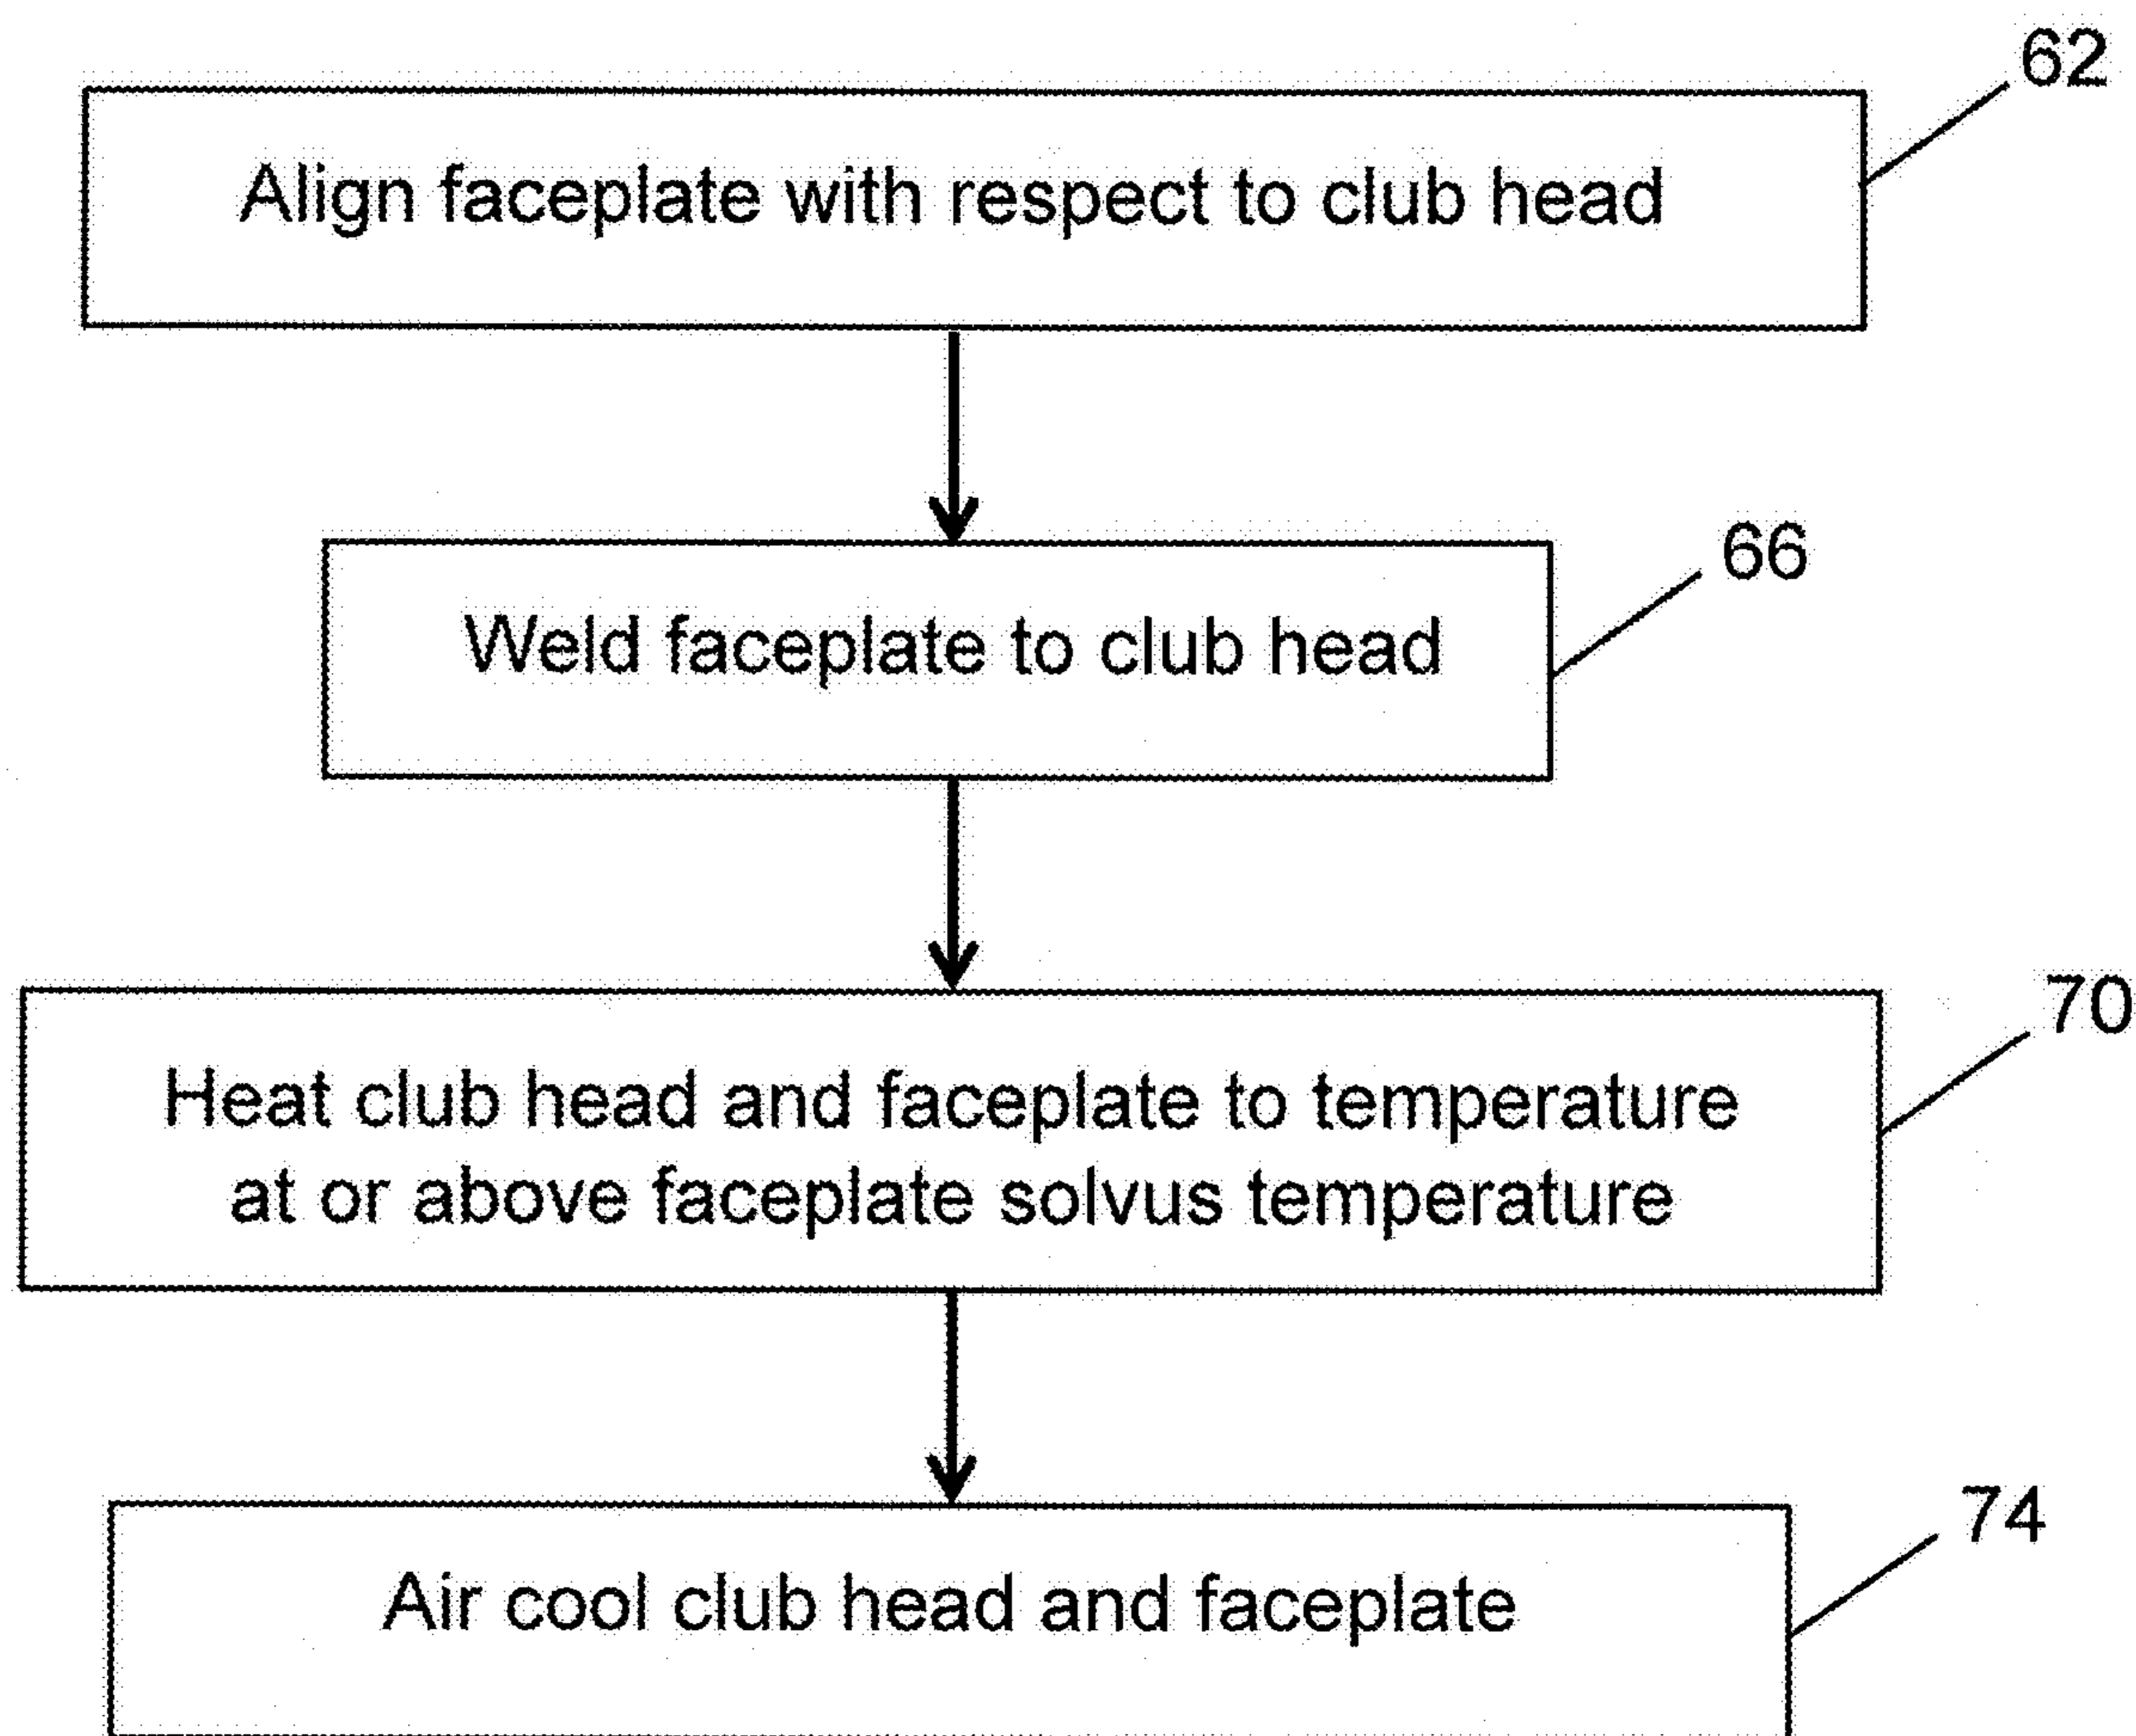 62
Align faceplate with respect to club head
66
Weld faceplate to club head
70
Heat club head and faceplate to temperature
at or above faceplate solvus temperature
74
Air cool club head and faceplate